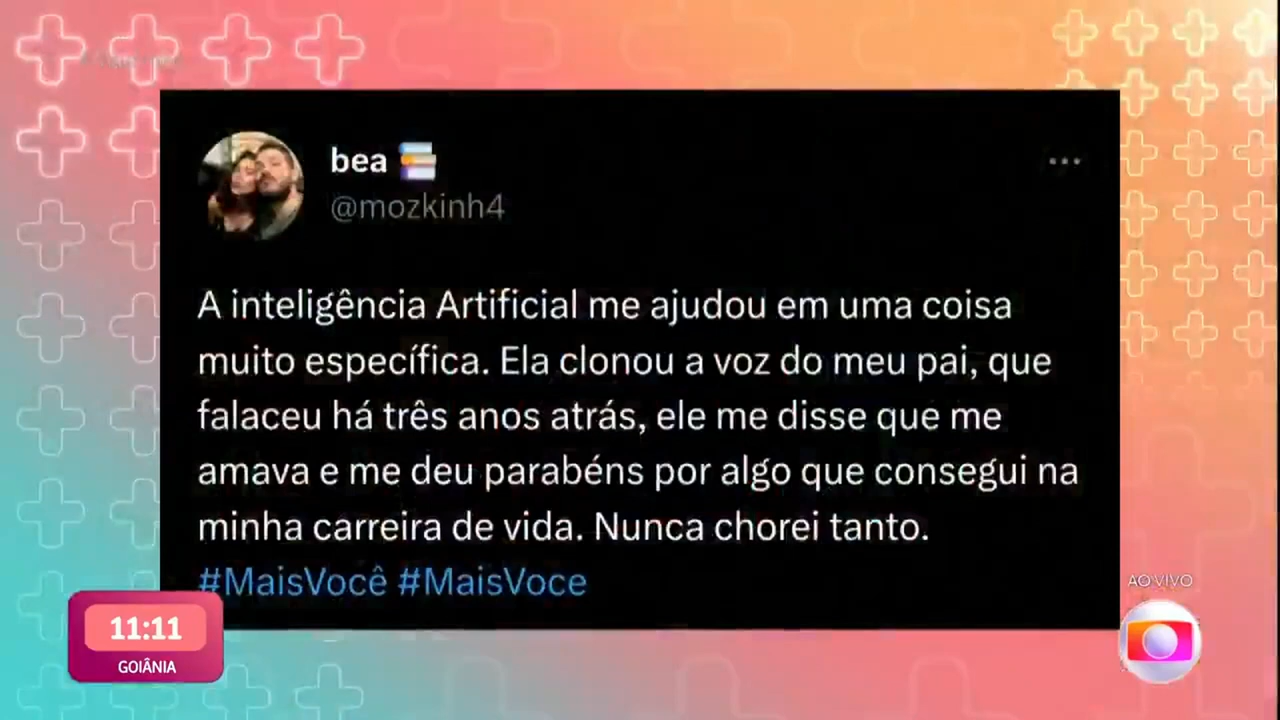 bea
@mozkinh4
A inteligência Artificial me ajudou em uma coisa
muito específica. Ela clonou a voz do meu pai, que
falaceu há três anos atrás, ele me disse que me
amava e me deu parabéns por algo que consegui na
minha carreira de vida. Nunca chorei tanto.
#MaisVocê #MaisVoce
11:11
GOIÂNIA
AO VIVO